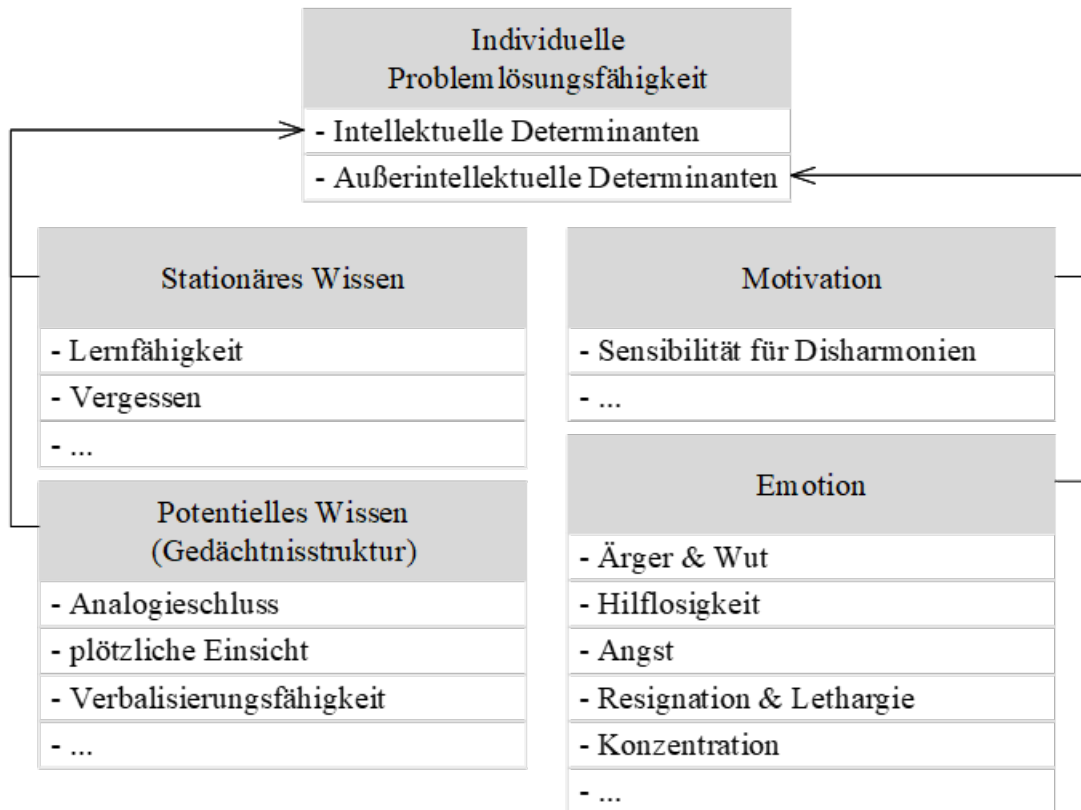 Individuelle
Problemlösungsfähigkeit
- Intellektuelle Determinanten
- Außerintellektuelle Determinanten
Stationäres Wissen
- Lernfähigkeit
- Vergessen
- ...
Potentielles Wissen
(Gedächtnisstruktur)
- Analogieschluss
- plötzliche Einsicht
- Verbalisierungsfähigkeit
- ...
Motivation
- Sensibilität für Disharmonien
- ...
Emotion
- Ärger & Wut
- Hilflosigkeit
- Angst
- Resignation & Lethargie
- Konzentration
- ...